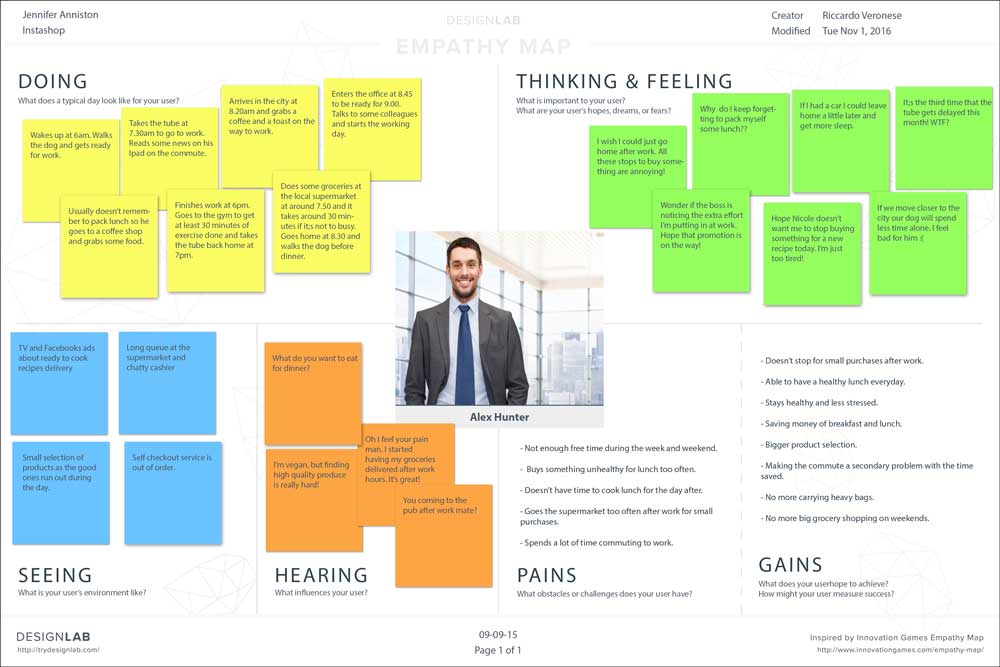 Jennifer Anniston
Instashop
DESIGNLAB
EMPATHY MAP
Creator Riccardo Veronese
Modified Tue Nov 1, 2016
DOING
What does a typical day look like for your user?
Wakes up at 6am. Walks
the dog and gets ready
for work.
Takes the tube at
7.30am to go to work.
Reads some news on his
Ipad on the commute.
Arrives in the city at
8.20am and grabs a
coffee and a toast on the
way to work.
Enters the office at 8.45
to be ready for 9.00.
Talks to some colleagues
and starts the working
day.
Usually doesn't remem-
ber to pack lunch so he
goes to a coffee shop
and grabs some food.
Finishes work at 6pm.
Goes to the gym to get
at least 30 minutes of
exercise done and takes
the tube back home at
7pm.
Does some groceries at
the local supermarket
at around 7.50 and it
takes around 30 min-
utes if it;s not to busy.
Goes home at 8.30 and
walks the dog before
dinner.
THINKING & FEELING
What is important to your user?
What are your user's hopes, dreams, or fears?
I wish I could just go
home after work. All
these stops to buy some-
thing are annoying!
Why do I keep forget-
ting to pack myself
some lunch??
If I had a car I could leave
home a little later and
get more sleep.
It;s the third time that the
tube gets delayed this
month! WTF?
Wonder if the boss is
noticing the extra effort
I'm putting in at work.
Hope that promotion is
on the way!
Hope Nicole doesn't
want me to stop buying
something for a new
recipe today. I'm just
too tired!
If we move closer to the
city our dog will spend
less time alone. I feel
bad for him :(
Alex Hunter
TV and Facebooks ads
about ready to cook
recipes delivery
Long queue at the
supermarket and
chatty cashier
Small selection of
products as the good
ones run out during
the day.
Self checkout service is
out of order.
SEEING
What is your user's environment like?
What do you want to eat
for dinner?
Oh I feel your pain
man. I started
having my groceries
delivered after work
hours. It's great!
I'm vegan, but finding
high quality produce
is really hard!
You coming to the
pub after work mate?
HEARING
What influences your user?
- Not enough free time during the week and weekend.
- Buys something unhealthy for lunch too often.
- Doesn't have time to cook lunch for the day after.
- Goes the supermarket too often after work for small
purchases.
- Spends a lot of time commuting to work.
PAINS
What obstacles or challenges does your user have?
- Doesn't stop for small purchases after work.
- Able to have a healthy lunch everyday.
- Stays healthy and less stressed.
- Saving money of breakfast and lunch.
- Bigger product selection.
- Making the commute a secondary problem with the time
saved.
- No more carrying heavy bags.
- No more big grocery shopping on weekends.
GAINS
What does your userhope to achieve?
How might your user measure success?
DESIGNLAB
http://trydesignlab.com/
09-09-15
Page 1 of 1
Inspired by Innovation Games Empathy Map
http://www.innovationgames.com/empathy-map/